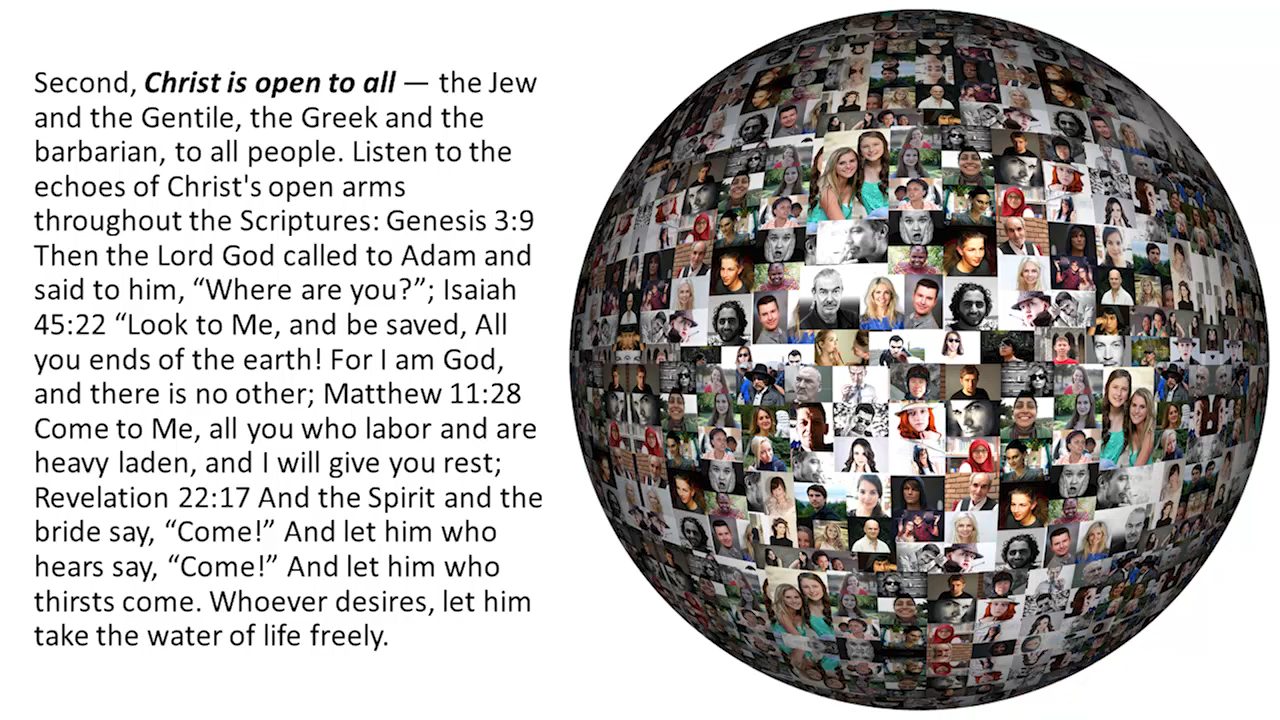 Second, Christ is open to all — the Jew
and the Gentile, the Greek and the
barbarian, to all people. Listen to the
echoes of Christ's open arms
throughout the Scriptures: Genesis 3:9
Then the Lord God called to Adam and
said to him, “Where are you?”; Isaiah
45:22 “Look to Me, and be saved, All
you ends of the earth! For I am God,
and there is no other; Matthew 11:28
Come to Me, all you who labor and are
heavy laden, and I will give you rest;
Revelation 22:17 And the Spirit and the
bride say, “Come!” And let him who
hears say, “Come!” And let him who
thirsts come. Whoever desires, let him
take the water of life freely.